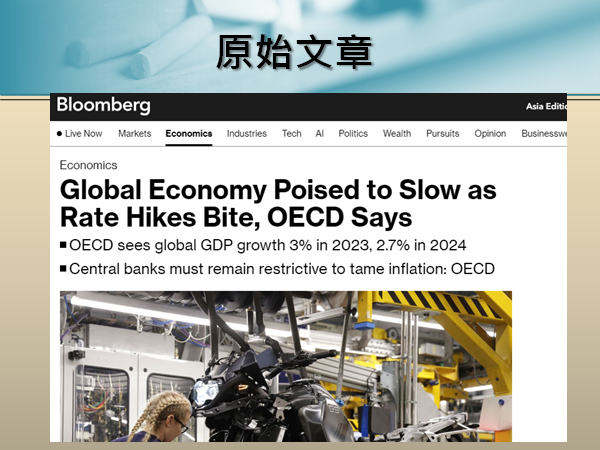 原始文章
Bloomberg
Asia Editio
Live Now Markets Economics Industries Tech AI Politics Wealth Pursuits Opinion Businesswe
Economics
Global Economy Poised to Slow as
Rate Hikes Bite, OECD Says
OECD sees global GDP growth 3% in 2023, 2.7% in 2024
Central banks must remain restrictive to tame inflation: OECD